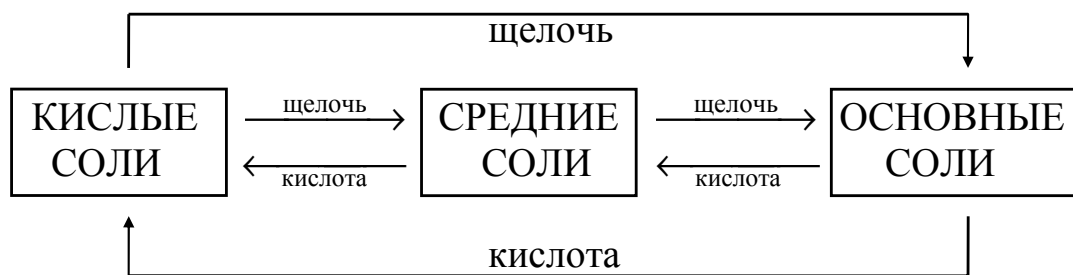 щелочь
КИСЛЫЕ
СОЛИ
щелочь
кислота
СРЕДНИЕ
СОЛИ
щелочь
кислота
ОСНОВНЫЕ
СОЛИ
кислота